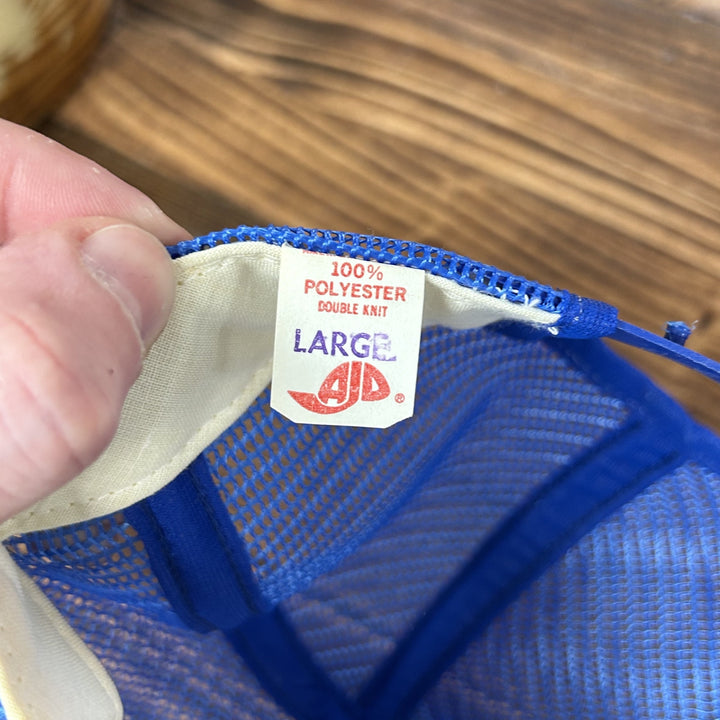 100%
POLYESTER
DOUBLE KNIT
LARGE
AJD ®